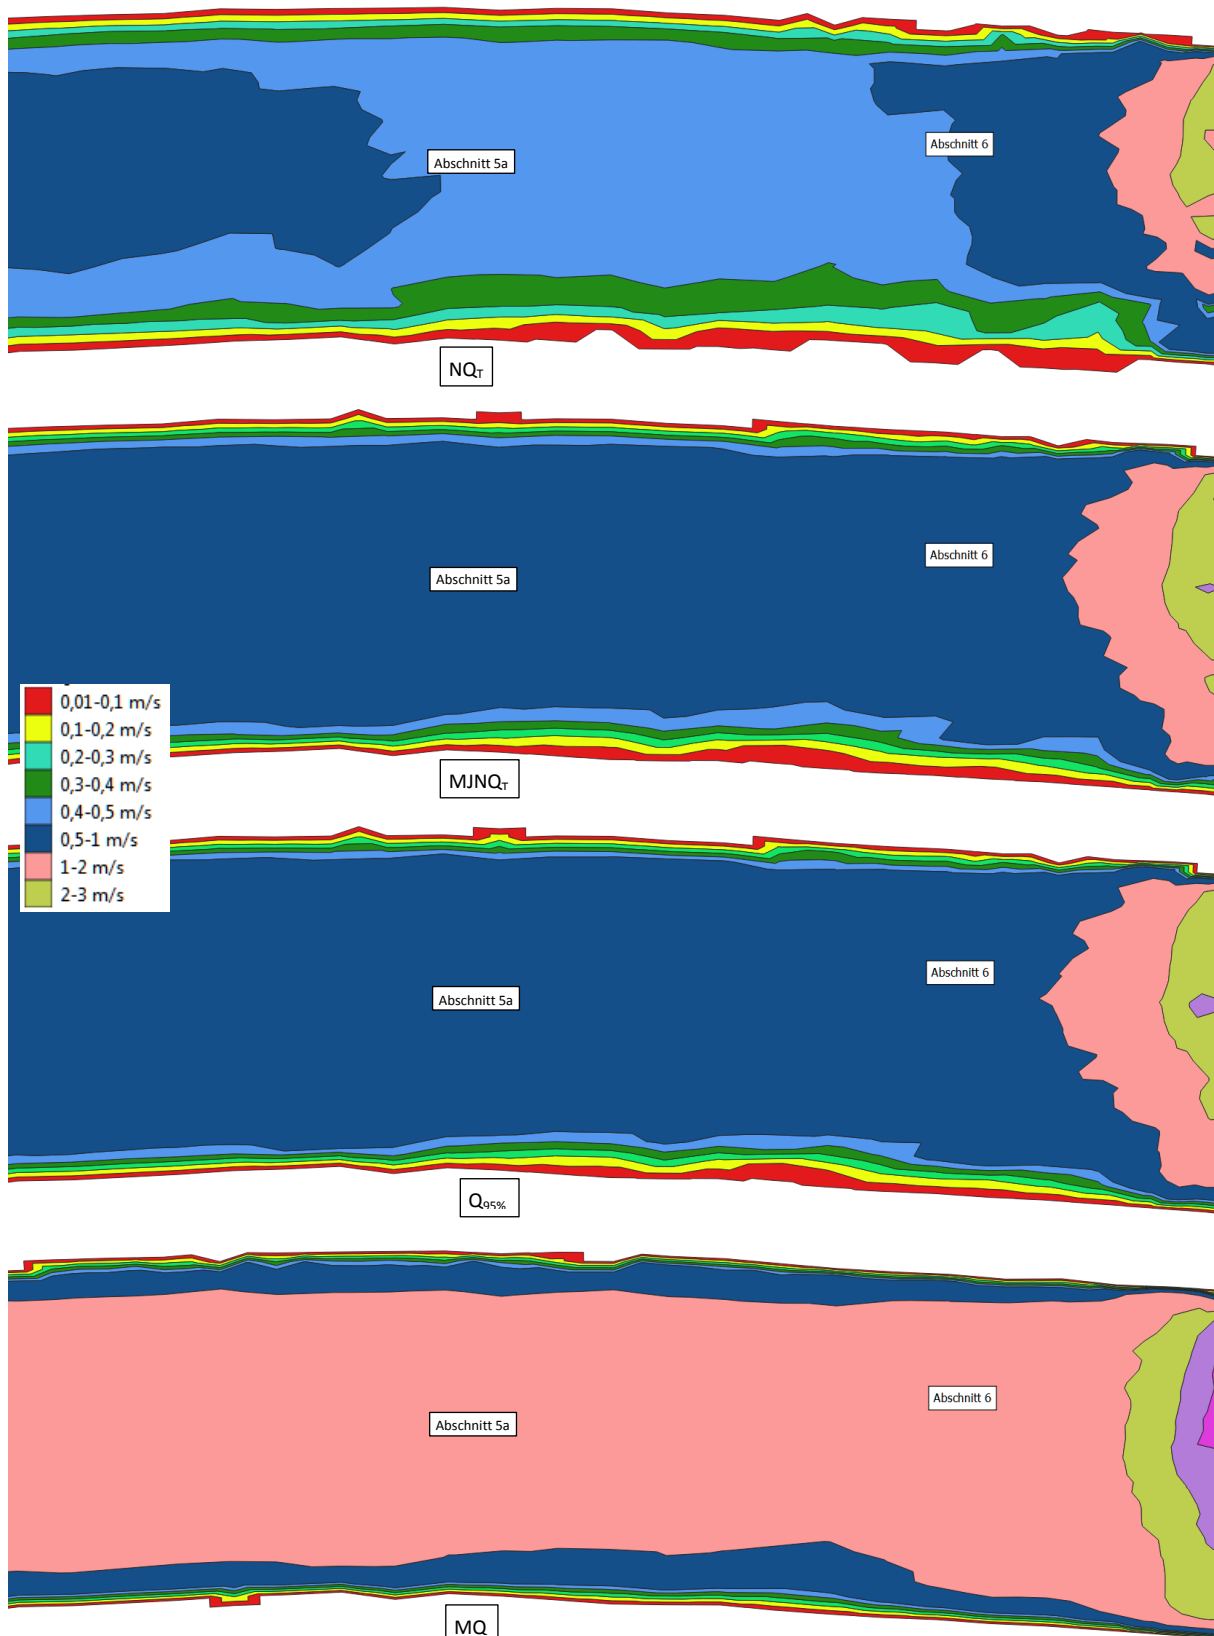 Abschnitt 5a
Abschnitt 6
NQT
Abschnitt 6
Abschnitt 5a
0,01-0,1 m/s
0,1-0,2 m/s
0,2-0,3 m/s
0,3-0,4 m/s
0,4-0,5 m/s
0,5-1 m/s
1-2 m/s
2-3 m/s
MJNQT
Abschnitt 6
Abschnitt 5a
Q95%
Abschnitt 6
Abschnitt 5a
MQ